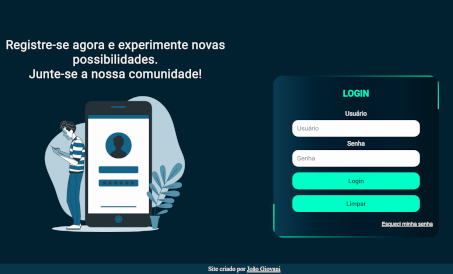 Registre-se agora e experimente novas
possibilidades.
Junte-se a nossa comunidade!
LOGIN
Usuário
Usuário
Senha
Senha
Login
Limpar
Esqueci minha senha
Site criado por João Giovani